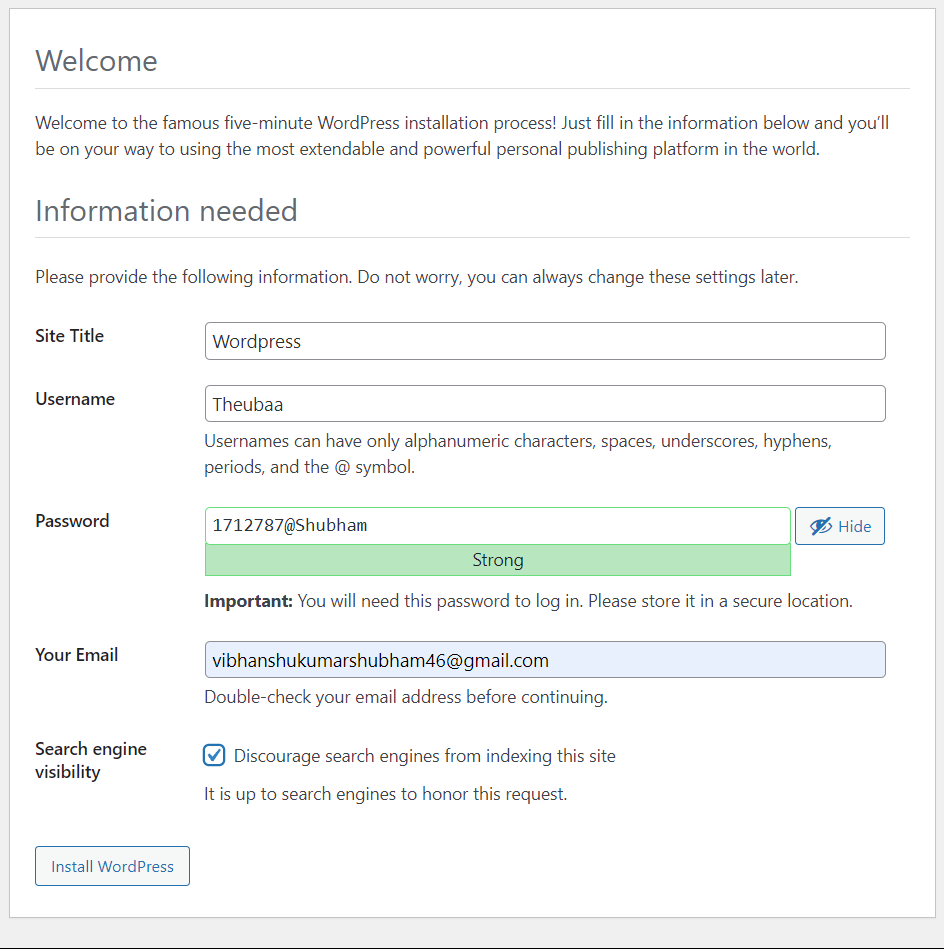 Welcome
Welcome to the famous five-minute WordPress installation process! Just fill in the information below and you’ll
be on your way to using the most extendable and powerful personal publishing platform in the world.
Information needed
Please provide the following information. Do not worry, you can always change these settings later.
Site Title
Wordpress
Username
Theubaa
Usernames can have only alphanumeric characters, spaces, underscores, hyphens,
periods, and the @ symbol.
Password
1712787@Shubham
Hide
Strong
Important: You will need this password to log in. Please store it in a secure location.
Your Email
vibhanshukumarshubham46@gmail.com
Double-check your email address before continuing.
Search engine
visibility
Discourage search engines from indexing this site
It is up to search engines to honor this request.
Install WordPress